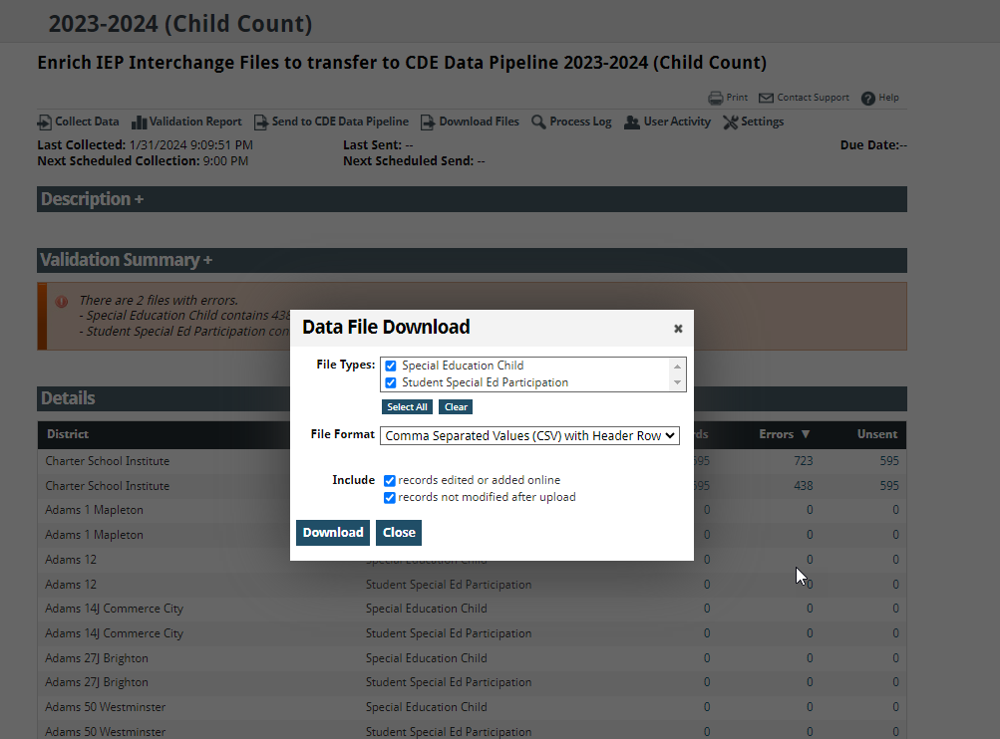 2023-2024 (Child Count)
Enrich IEP Interchange Files to transfer to CDE Data Pipeline 2023-2024 (Child Count)
Print Contact Support Help
Collect Data Validation Report Send to CDE Data Pipeline Download Files Process Log User Activity Settings
Last Collected: 1/31/2024 9:09:51 PM Last Sent: -- Due Date:--
Next Scheduled Collection: 9:00 PM Next Scheduled Send: --
Description +
Validation Summary +
There are 2 files with errors.
- Special Education Child contains 438
- Student Special Ed Participation con
Data File Download
File Types: Special Education Child
Student Special Ed Participation
Select All Clear
File Format Comma Separated Values (CSV) with Header Row
Include records edited or added online
records not modified after upload
Download Close
Details
District Errors ▼ Unsent
Charter School Institute 595 723 595
Charter School Institute 595 438 595
Adams 1 Mapleton 0 0 0
Adams 1 Mapleton 0 0 0
Adams 12 Special Education Child 0 0 0
Adams 12 Student Special Ed Participation 0 0 0
Adams 14J Commerce City Special Education Child 0 0 0
Adams 14J Commerce City Student Special Ed Participation 0 0 0
Adams 27J Brighton Special Education Child 0 0 0
Adams 27J Brighton Student Special Ed Participation 0 0 0
Adams 50 Westminster Special Education Child 0 0 0
Adams 50 Westminster Student Special Ed Participation 0 0 0